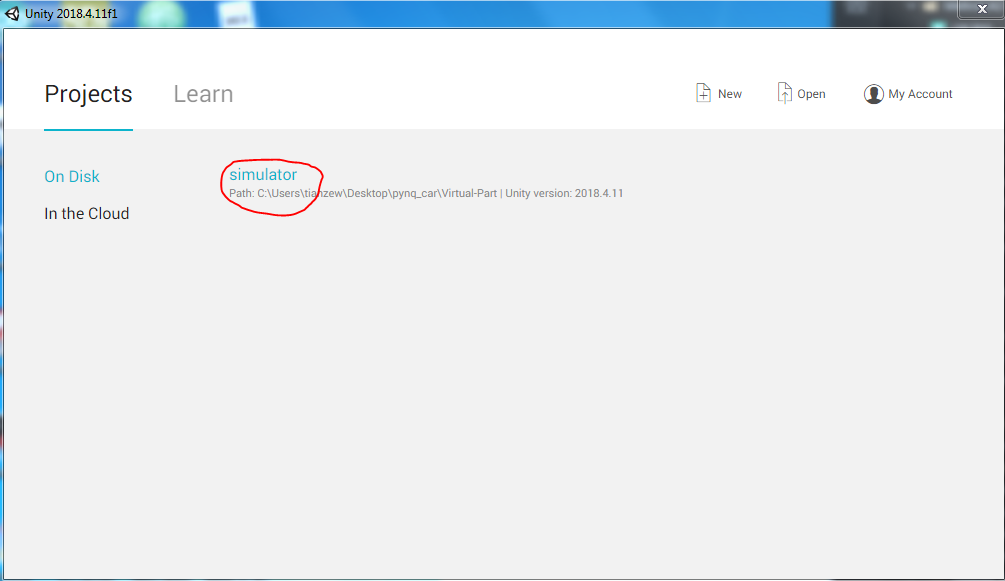 Unity 2018.4.11f1
Projects
Learn
New
Open
My Account
On Disk
In the Cloud
simulator
Path: C:\Users\tianzew\Desktop\pynq_car\Virtual-Part | Unity version: 2018.4.11